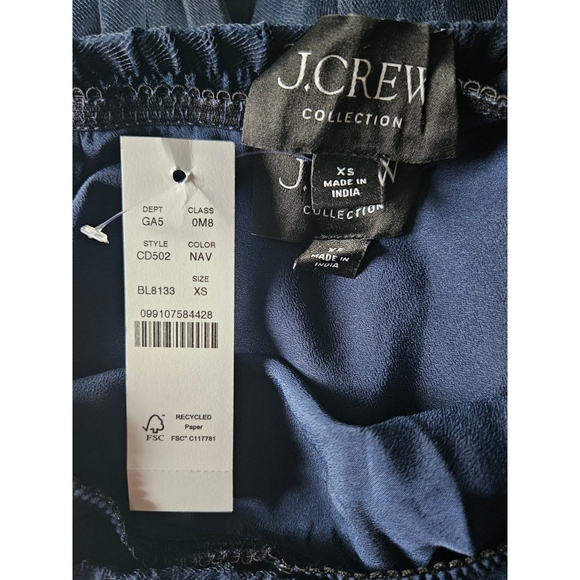 J.CREW
COLLECTION
XS
MADE IN
INDIA
J. W
COLLECTION
XS
MADE IN
INDIA
DEPT CLASS
GA5 0M8
STYLE COLOR
CD502 NAV
SIZE
BL8133 XS
099107584428
FSC
RECYCLED
Paper
FSC® C117781